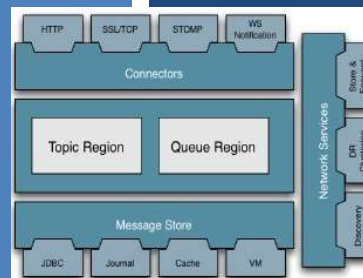 HTTP
SSL/TCP
STOMP
WS
Notification
Connectors
Topic Region
Queue Region
Message Store
JDBC
Journal
Cache
VM
Network Services
Store &
DR
Discovery